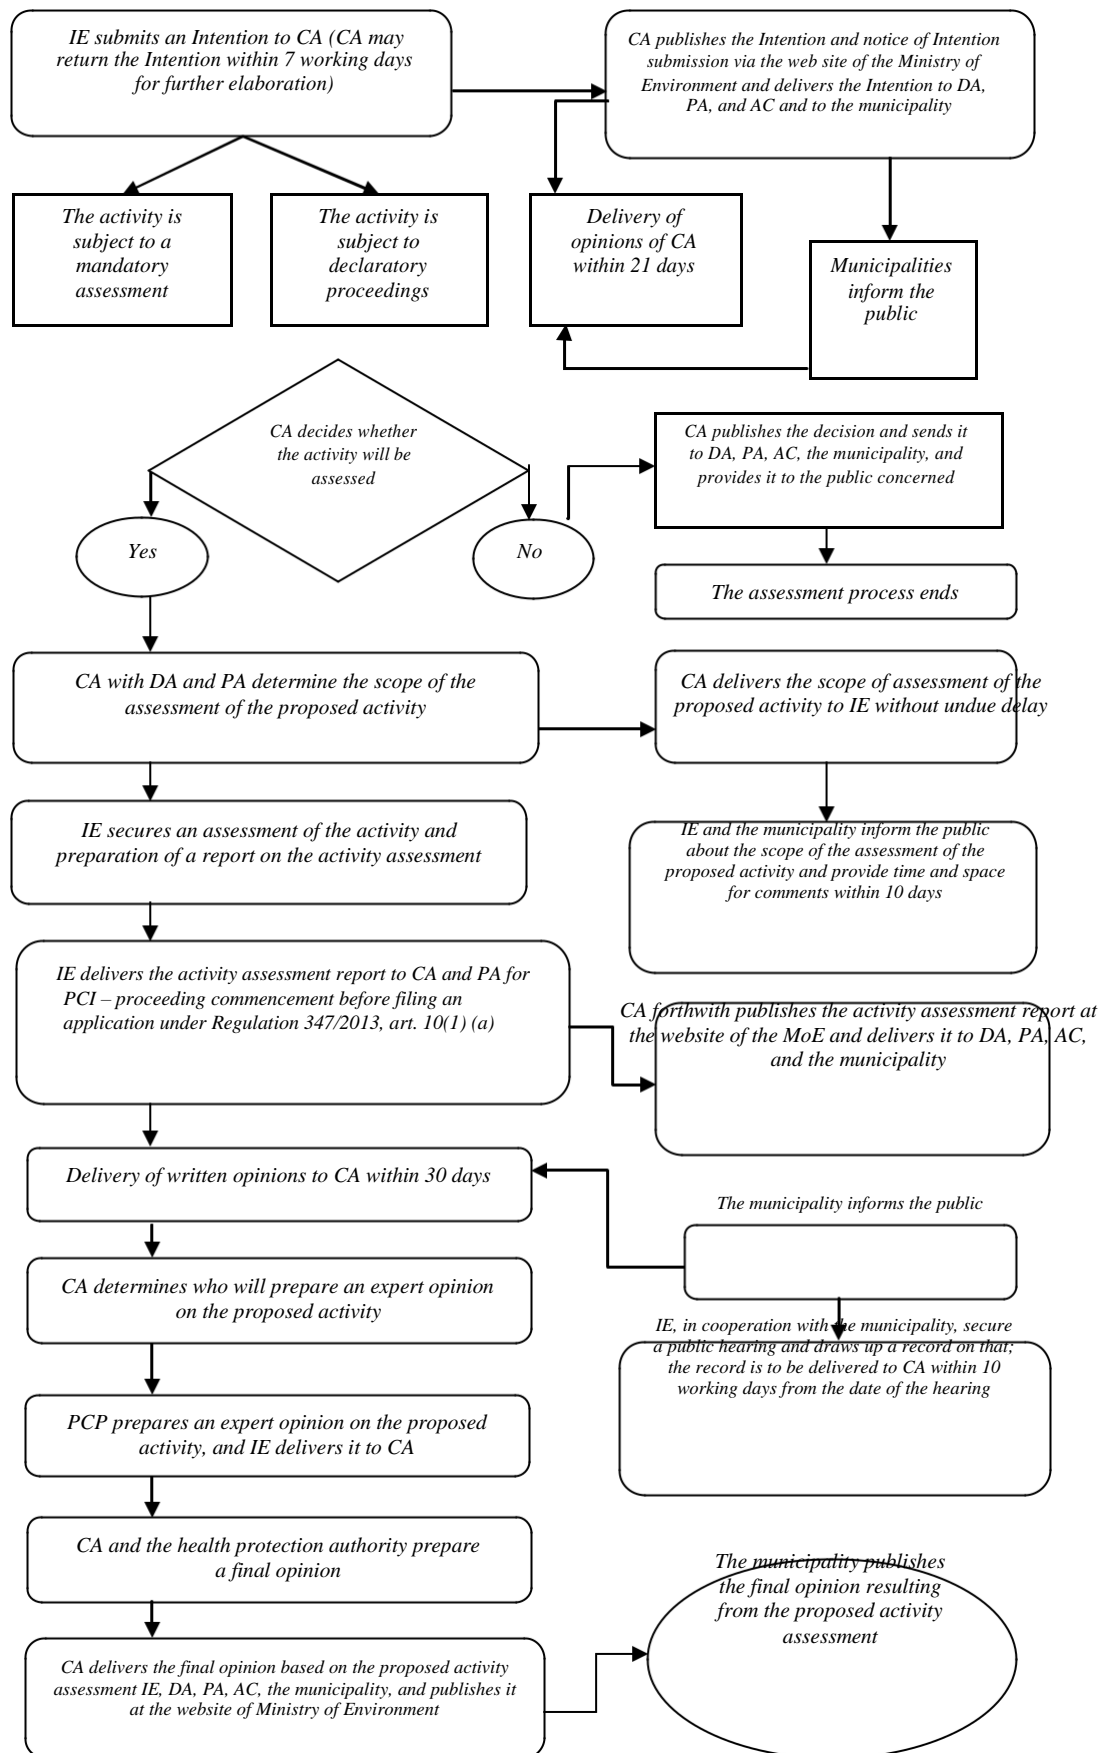 IE submits an Intention to CA (CA may
return the Intention within 7 working days
for further elaboration)
CA publishes the Intention and notice of Intention
submission via the web site of the Ministry of
Environment and delivers the Intention to DA,
PA, and AC and to the municipality
The activity is
subject to a
mandatory
assessment
The activity is
subject to
declaratory
proceedings
Delivery of
opinions of CA
within 21 days
Municipalities
inform the
public
CA decides whether
the activity will be
assessed
CA publishes the decision and sends it
to DA, PA, AC, the municipality, and
provides it to the public concerned
Yes
No
The assessment process ends
CA with DA and PA determine the scope of the
assessment of the proposed activity
CA delivers the scope of assessment of the
proposed activity to IE without undue delay
IE secures an assessment of the activity and
preparation of a report on the activity assessment
IE and the municipality inform the public
about the scope of the assessment of the
proposed activity and provide time and space
for comments within 10 days
IE delivers the activity assessment report to CA and PA for
PCI – proceeding commencement before filing an
application under Regulation 347/2013, art. 10(1) (a)
CA forthwith publishes the activity assessment report at
the website of the MoE and delivers it to DA, PA, AC,
and the municipality
Delivery of written opinions to CA within 30 days
The municipality informs the public
CA determines who will prepare an expert opinion
on the proposed activity
IE, in cooperation with the municipality, secure
a public hearing and draws up a record on that;
the record is to be delivered to CA within 10
working days from the date of the hearing
PCP prepares an expert opinion on the proposed
activity, and IE delivers it to CA
CA and the health protection authority prepare
a final opinion
The municipality publishes
the final opinion resulting
from the proposed activity
assessment
CA delivers the final opinion based on the proposed activity
assessment IE, DA, PA, AC, the municipality, and publishes it
at the website of Ministry of Environment